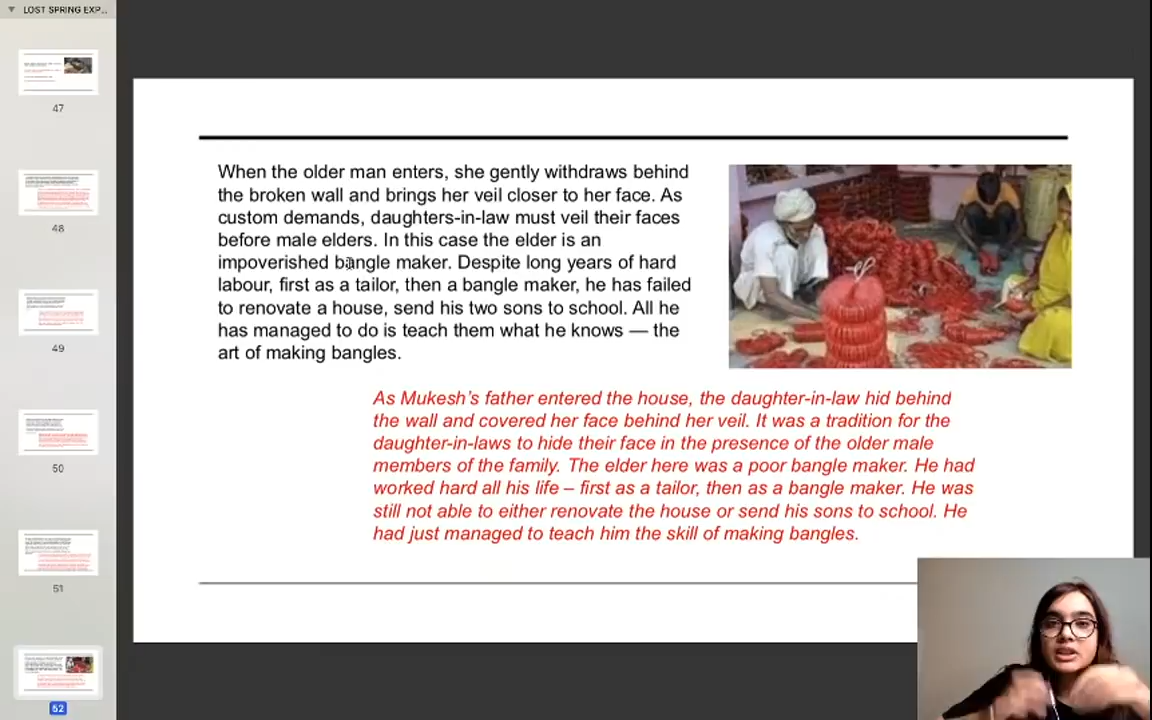 LOST SPRING EXP...
47
48
49
50
51
52
When the older man enters, she gently withdraws behind
the broken wall and brings her veil closer to her face. As
custom demands, daughters-in-law must veil their faces
before male elders. In this case the elder is an
impoverished bangle maker. Despite long years of hard
labour, first as a tailor, then a bangle maker, he has failed
to renovate a house, send his two sons to school. All he
has managed to do is teach them what he knows — the
art of making bangles.
As Mukesh's father entered the house, the daughter-in-law hid behind
the wall and covered her face behind her veil. It was a tradition for the
daughter-in-laws to hide their face in the presence of the older male
members of the family. The elder here was a poor bangle maker. He had
worked hard all his life – first as a tailor, then as a bangle maker. He was
still not able to either renovate the house or send his sons to school. He
had just managed to teach him the skill of making bangles.